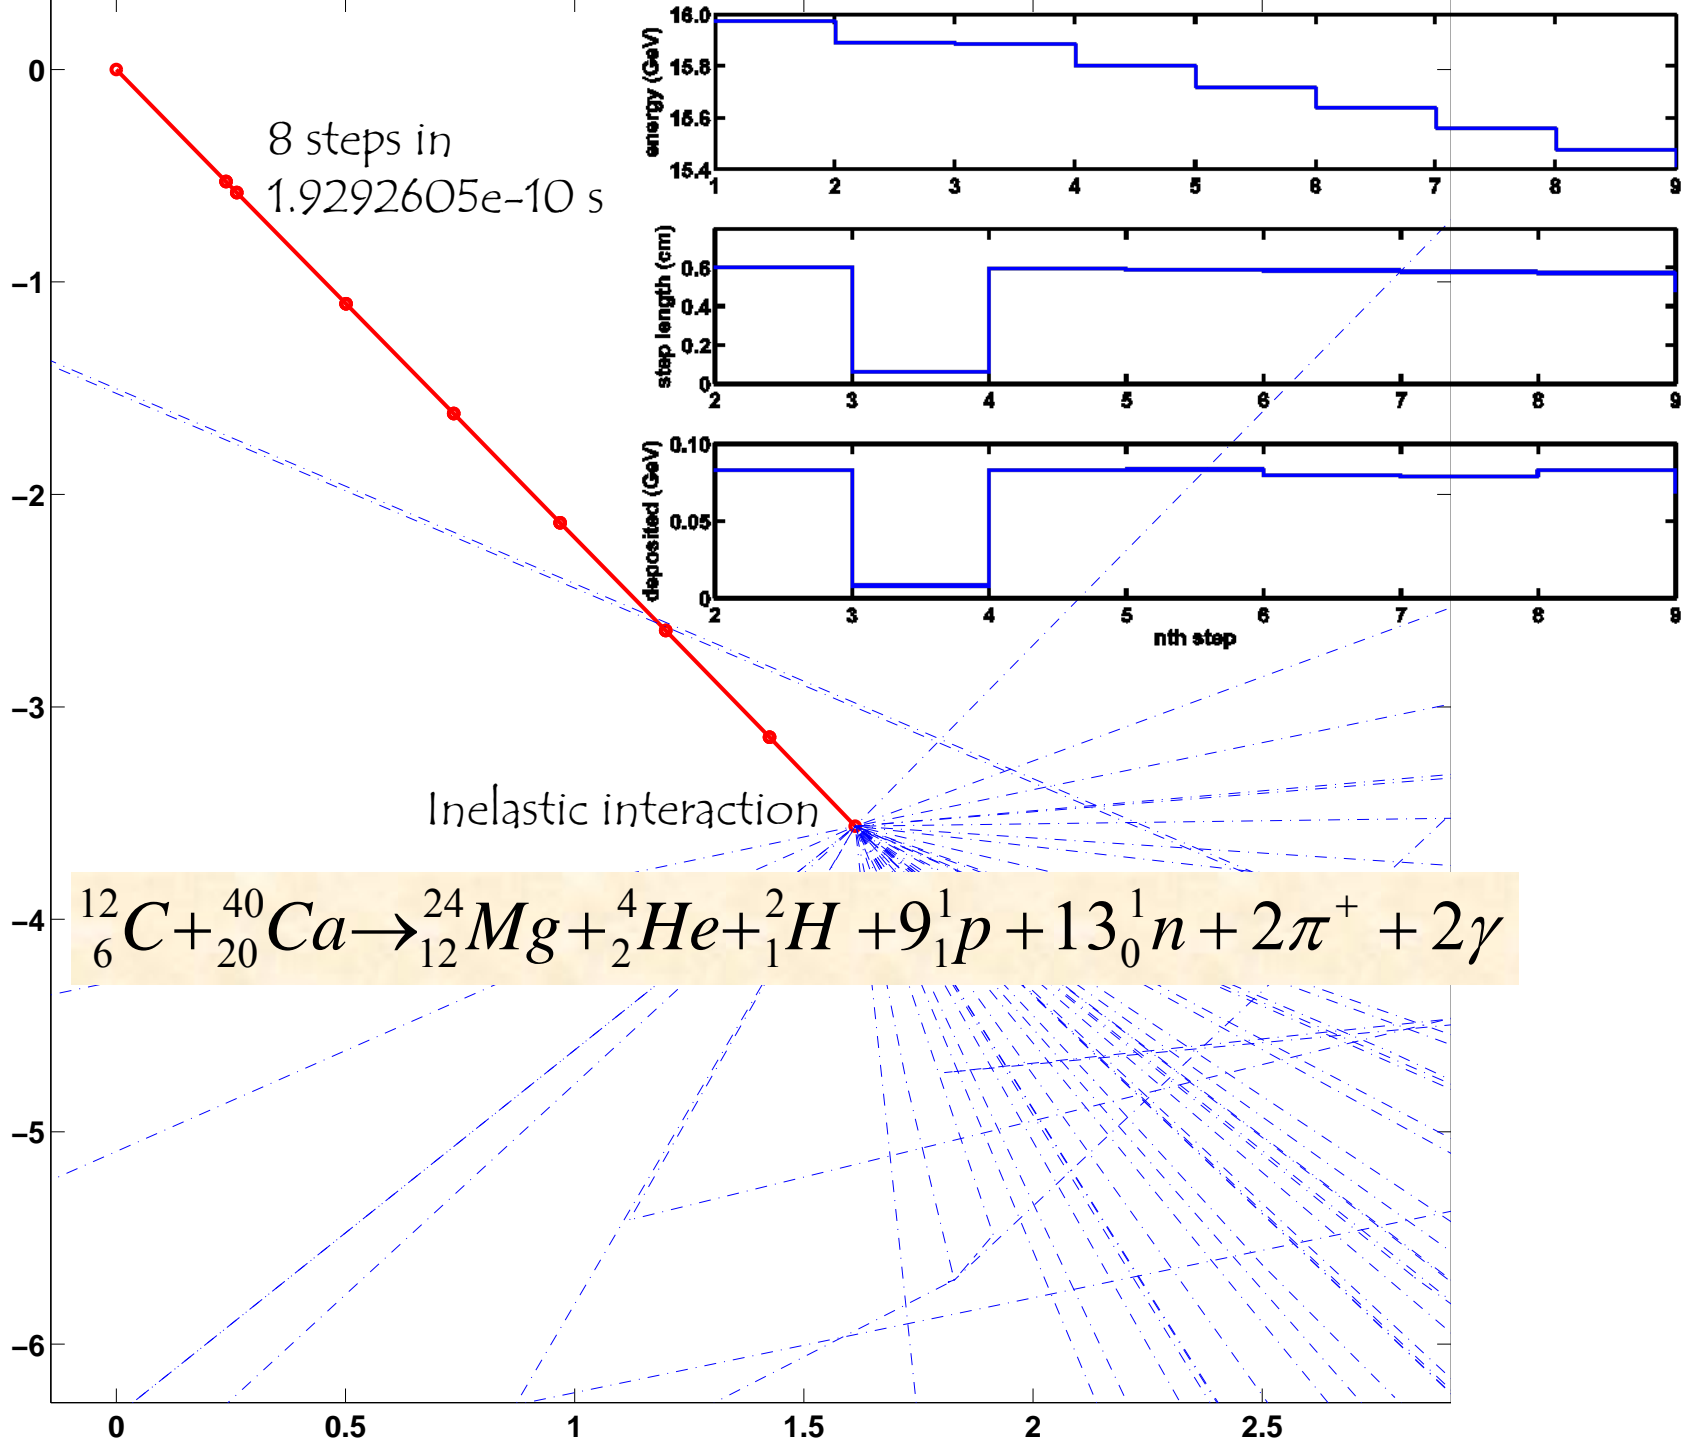 16.0
15.8
15.6
15.4
energy (GeV)
1 2 3 4 5 6 7 8 9
0.6
0.4
0.2
0
step length (cm)
2 3 4 5 6 7 8 9
0.10
0.05
0
deposited (GeV)
2 3 4 5 6 7 8 9
nth step
8 steps in
1.9292605e-10 s
Inelastic interaction
¹²₆C + ⁴⁰₂₀Ca → ²⁴₁₂Mg + ⁴₂He + ²₁H + 9¹₁p + 13¹₀n + 2π⁺ + 2γ
0
−1
−2
−3
−4
−5
−6
0 0.5 1 1.5 2 2.5